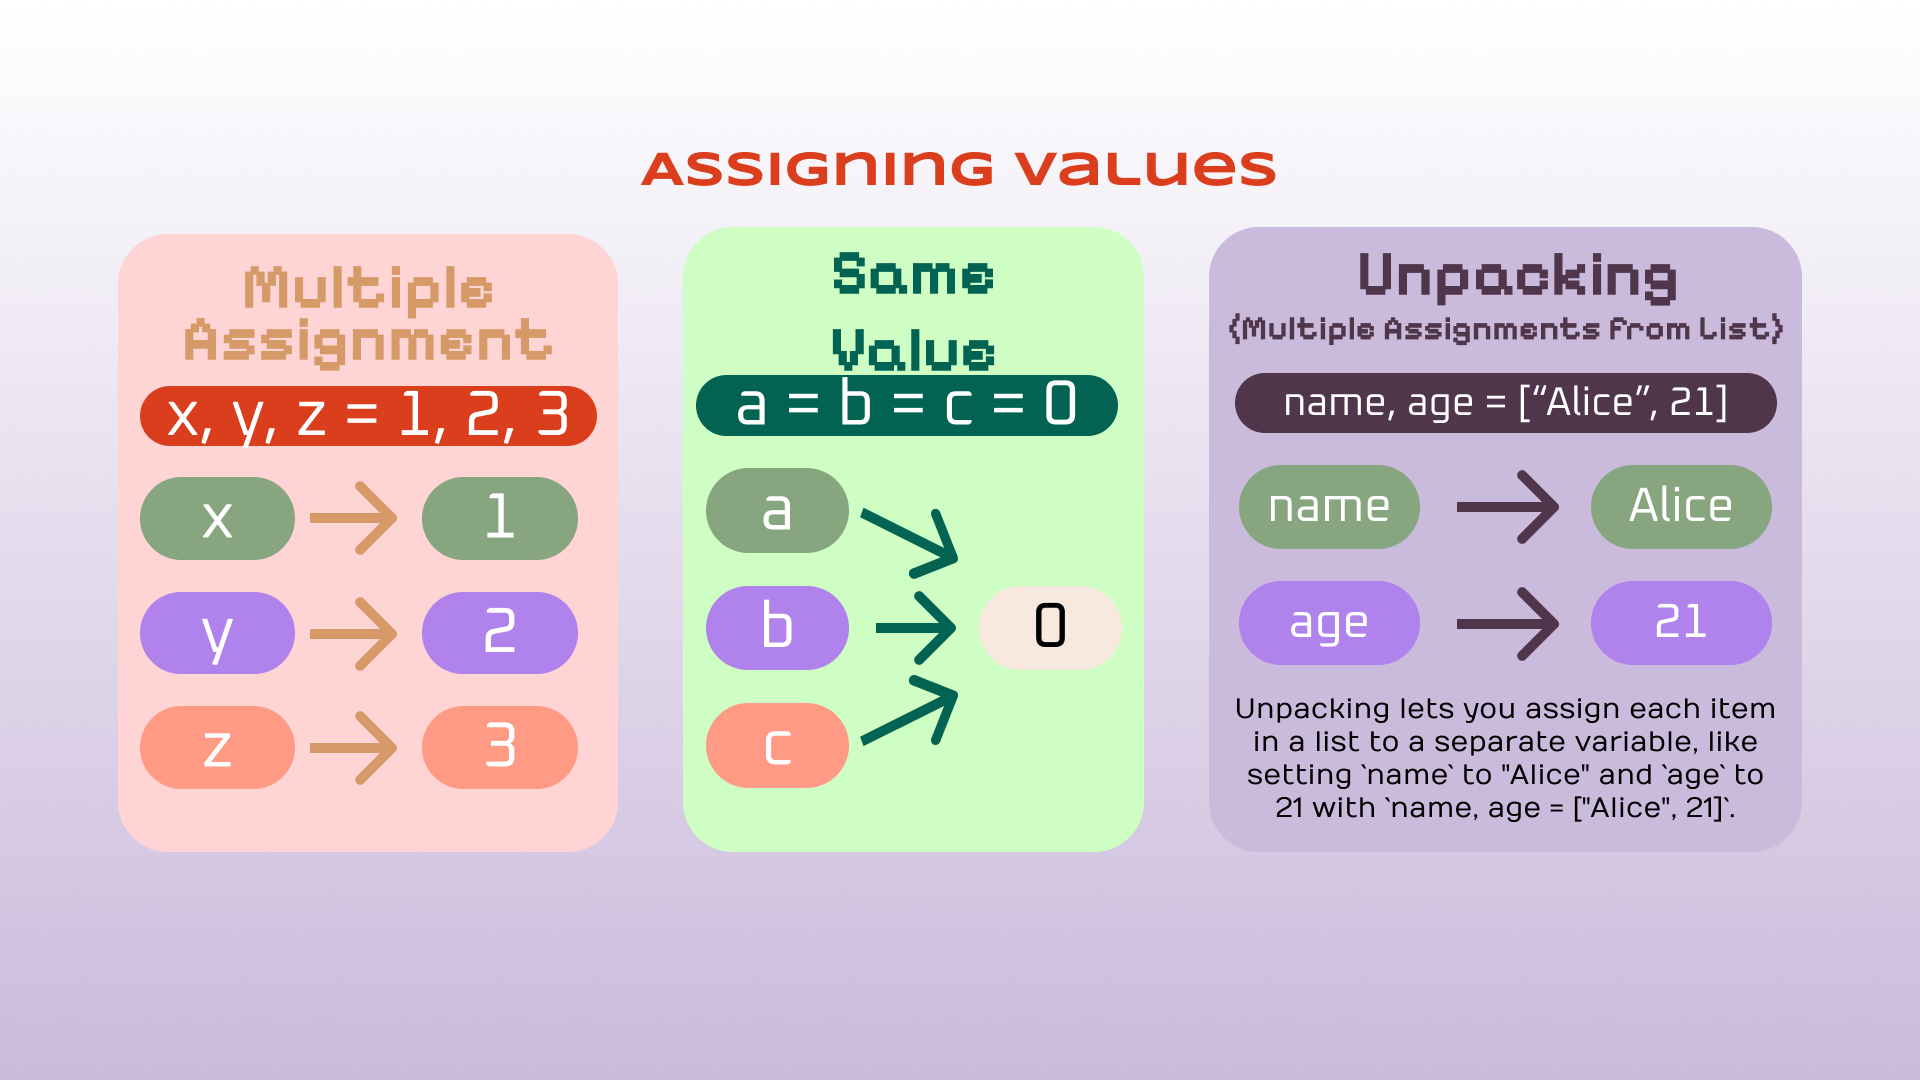 ASSIGNING VALUES
Multiple
Assignment
x, y, z = 1, 2, 3
x
1
y
2
z
3
Same
Value
a = b = c = 0
a
b
0
c
Unpacking
{Multiple Assignments from List}
name, age = [“Alice”, 21]
name
Alice
age
21
Unpacking lets you assign each item
in a list to a separate variable, like
setting `name` to "Alice" and `age` to
21 with `name, age = ["Alice", 21]`.